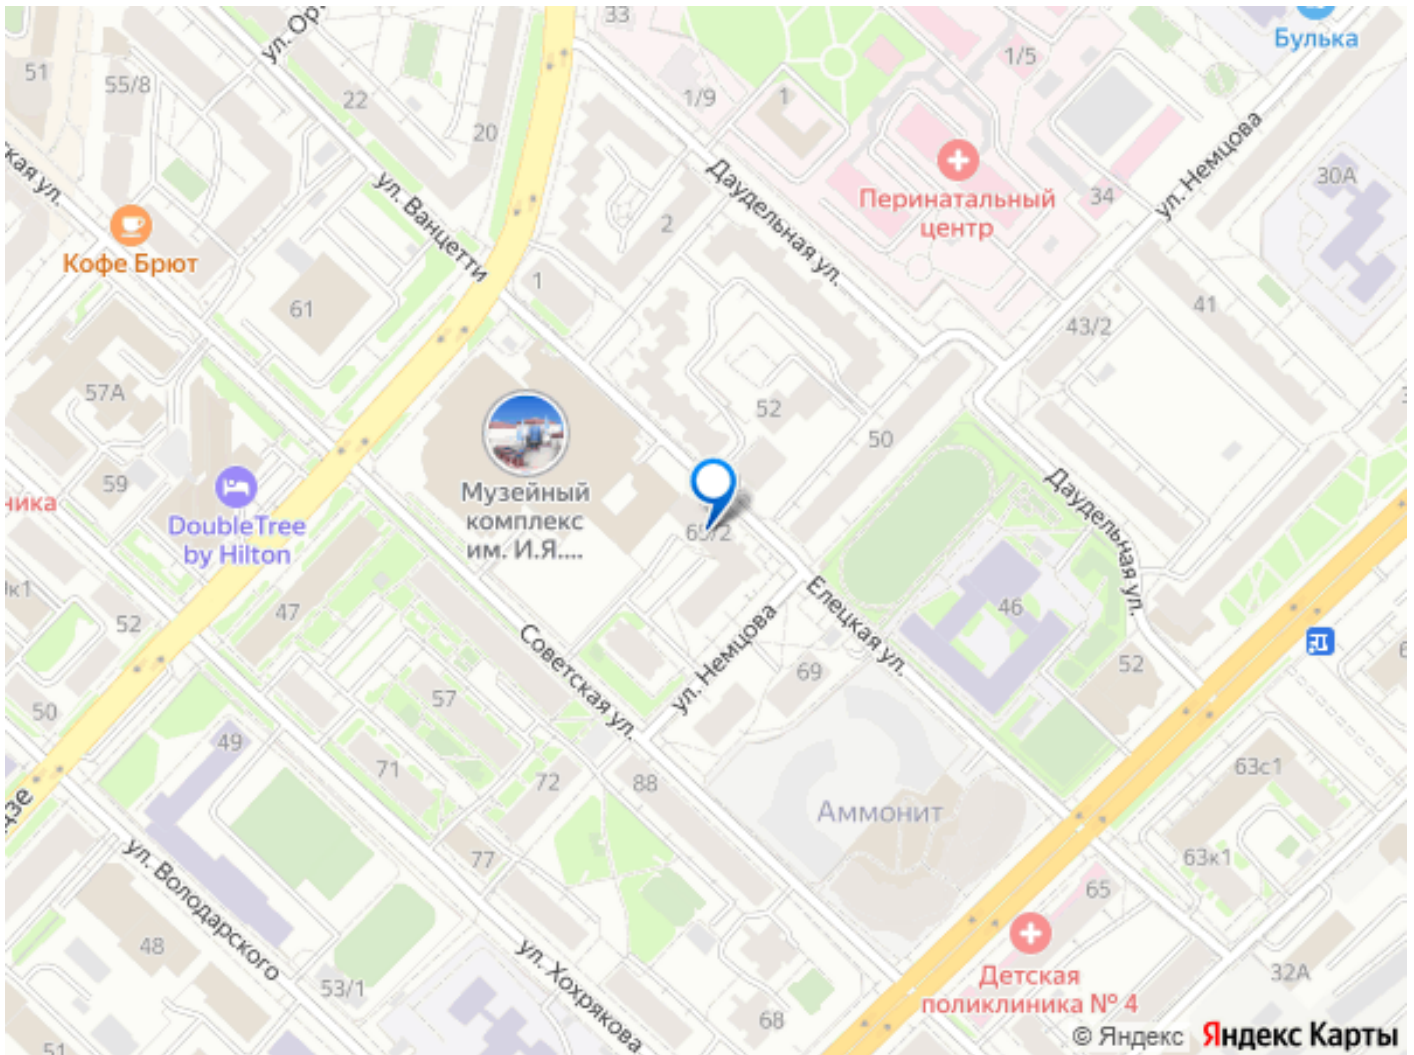 33
ул. Ор
51
55/8
22
20
1/9
1
1/5
Булька
кая ул.
ул. Ванцетти
Даудельная ул.
Перинатальный
центр
34
ул. Немцова
30А
2
Кофе Брют
61
1
43/2
41
57А
52
50
59
ника
DoubleTree
by Hilton
Музейный
комплекс
им. И.Я....
65/2
Даудельная ул.
к1
52
47
Советская ул.
ул. Немцова
Елецкая ул.
46
69
52
50
49
57
71
72
88
Аммонит
63с1
63к1
дзе
77
65
ул. Володарского
48
53/1
ул. Хохрякова
68
Детская
поликлиника № 4
32А
51
© Яндекс Яндекс Карты